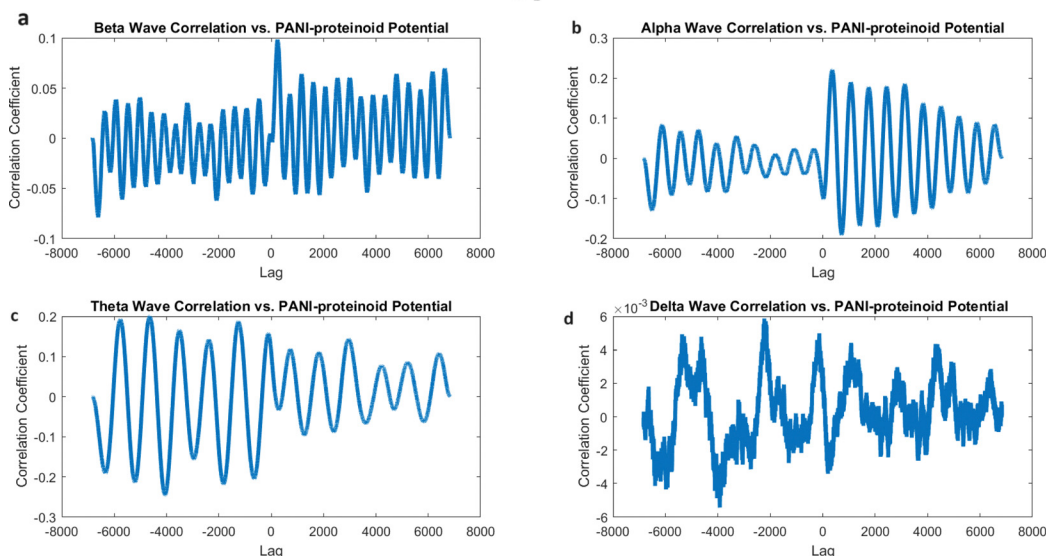 a
Beta Wave Correlation vs. PANI-proteinoid Potential
0.1
0.05
0
-0.05
-0.1
Correlation Coefficient
-8000 -6000 -4000 -2000 0 2000 4000 6000 8000
Lag
b
Alpha Wave Correlation vs. PANI-proteinoid Potential
0.3
0.2
0.1
0
-0.1
-0.2
Correlation Coefficient
-8000 -6000 -4000 -2000 0 2000 4000 6000 8000
Lag
c
Theta Wave Correlation vs. PANI-proteinoid Potential
0.2
0.1
0
-0.1
-0.2
-0.3
Correlation Coefficient
-8000 -6000 -4000 -2000 0 2000 4000 6000 8000
Lag
d
×10⁻³ Delta Wave Correlation vs. PANI-proteinoid Potential
6
4
2
0
-2
-4
-6
Correlation Coefficient
-8000 -6000 -4000 -2000 0 2000 4000 6000 8000
Lag